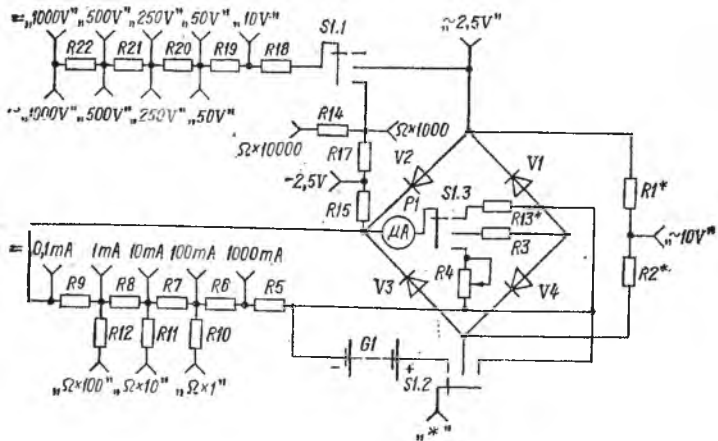 =„1000V" „500V" „250V" „50V" „10V"
„~2,5V"
S1.1
R22 R21 R20 R19 R18
~„1000V" „500V" „250V" „50V"
R14
Ω×10000
Ω×1000
R17
-2,5V
R15
V2
V1
P1
S1.3
μA
R13*
R3
R4
V3
V4
R1*
„~10V"
R2*
= 0,1mA 1mA 10mA 100mA 1000mA
R9 R8 R7 R6 R5
R12 R11 R10
„Ω×100" „Ω×10" „Ω×1"
G1
- +
S1.2
„*"